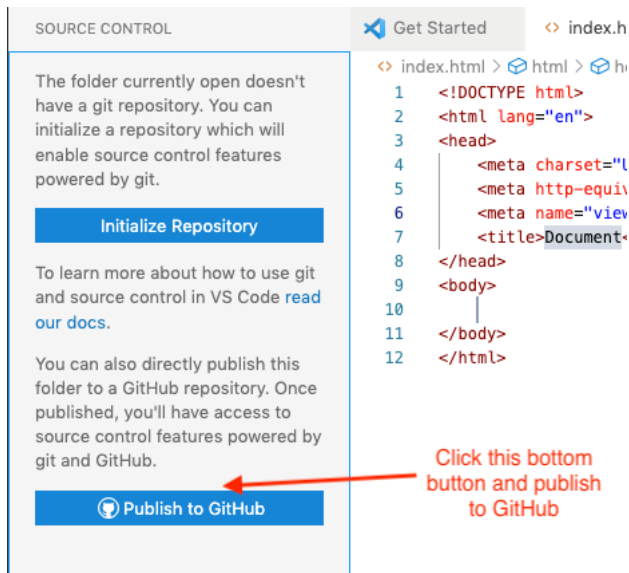 SOURCE CONTROL
Get Started
index.h
The folder currently open doesn't
have a git repository. You can
initialize a repository which will
enable source control features
powered by git.
Initialize Repository
To learn more about how to use git
and source control in VS Code read
our docs.
You can also directly publish this
folder to a GitHub repository. Once
published, you'll have access to
source control features powered by
git and GitHub.
Publish to GitHub
index.html > html > he
1 <!DOCTYPE html>
2 <html lang="en">
3 <head>
4 <meta charset="U
5 <meta http-equiv
6 <meta name="view
7 <title>Document<
8 </head>
9 <body>
10
11 </body>
12 </html>
Click this bottom
button and publish
to GitHub